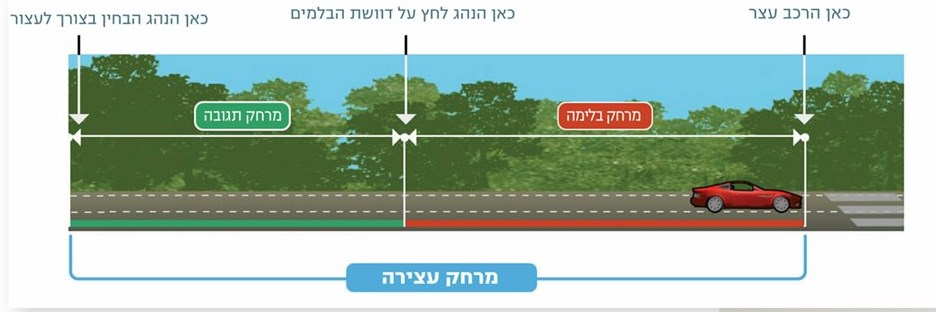 כאן הרכב עצר
כאן הנהג לחץ על דוושת הבלמים
כאן הנהג הבחין בצורך לעצור
מרחק בלימה
מרחק תגובה
מרחק עצירה